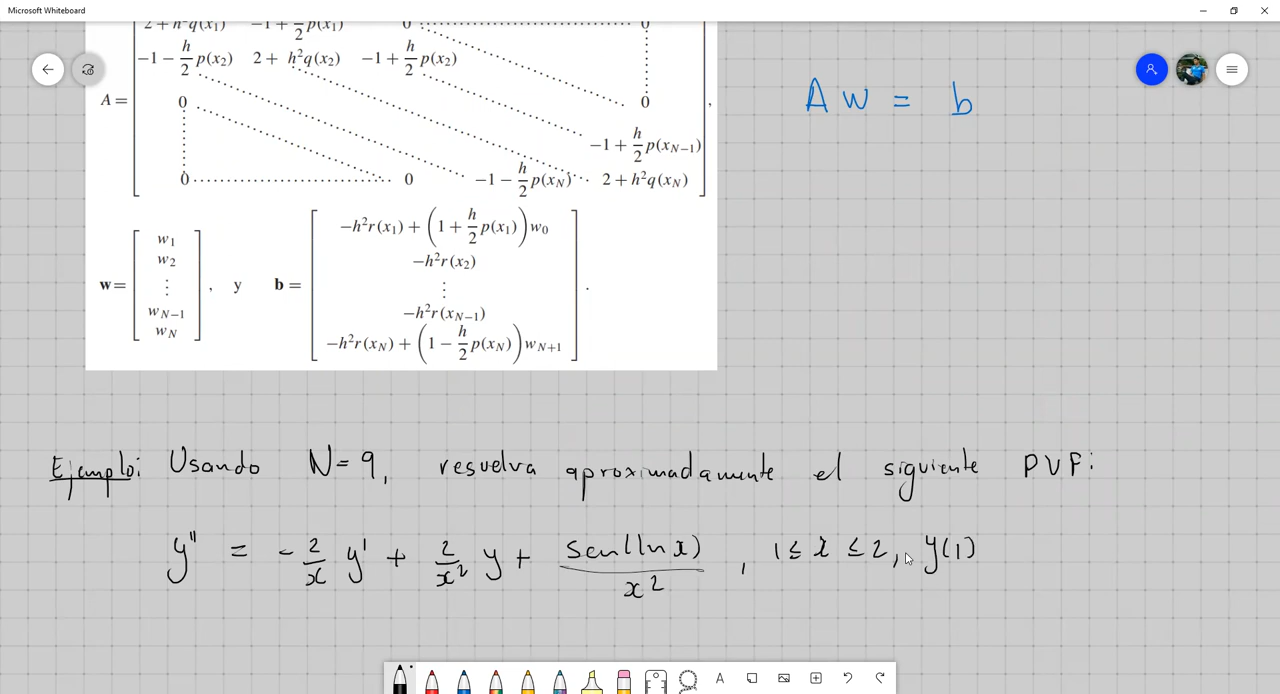 Microsoft Whiteboard
2 + h²q(x₁) −1 + h/2 p(x₁) 0 0
−1 − h/2 p(x₂) 2 + h²q(x₂) −1 + h/2 p(x₂)
A = 0 0 ,
−1 + h/2 p(x_{N−1})
0 0 −1 − h/2 p(x_N) 2 + h²q(x_N)
A w = b
w = [ w₁ w₂ ⋮ w_{N−1} w_N ] , y b =
−h²r(x₁) + (1 + h/2 p(x₁)) w₀
−h²r(x₂)
⋮
−h²r(x_{N−1})
−h²r(x_N) + (1 − h/2 p(x_N)) w_{N+1}
.
Ejemplo: Usando N=9, resuelva aproximadamente el siguiente PVF:
y'' = - 2/x y' + 2/x² y + sen(ln x)/x² , 1 ≤ x ≤ 2, y(1)
A